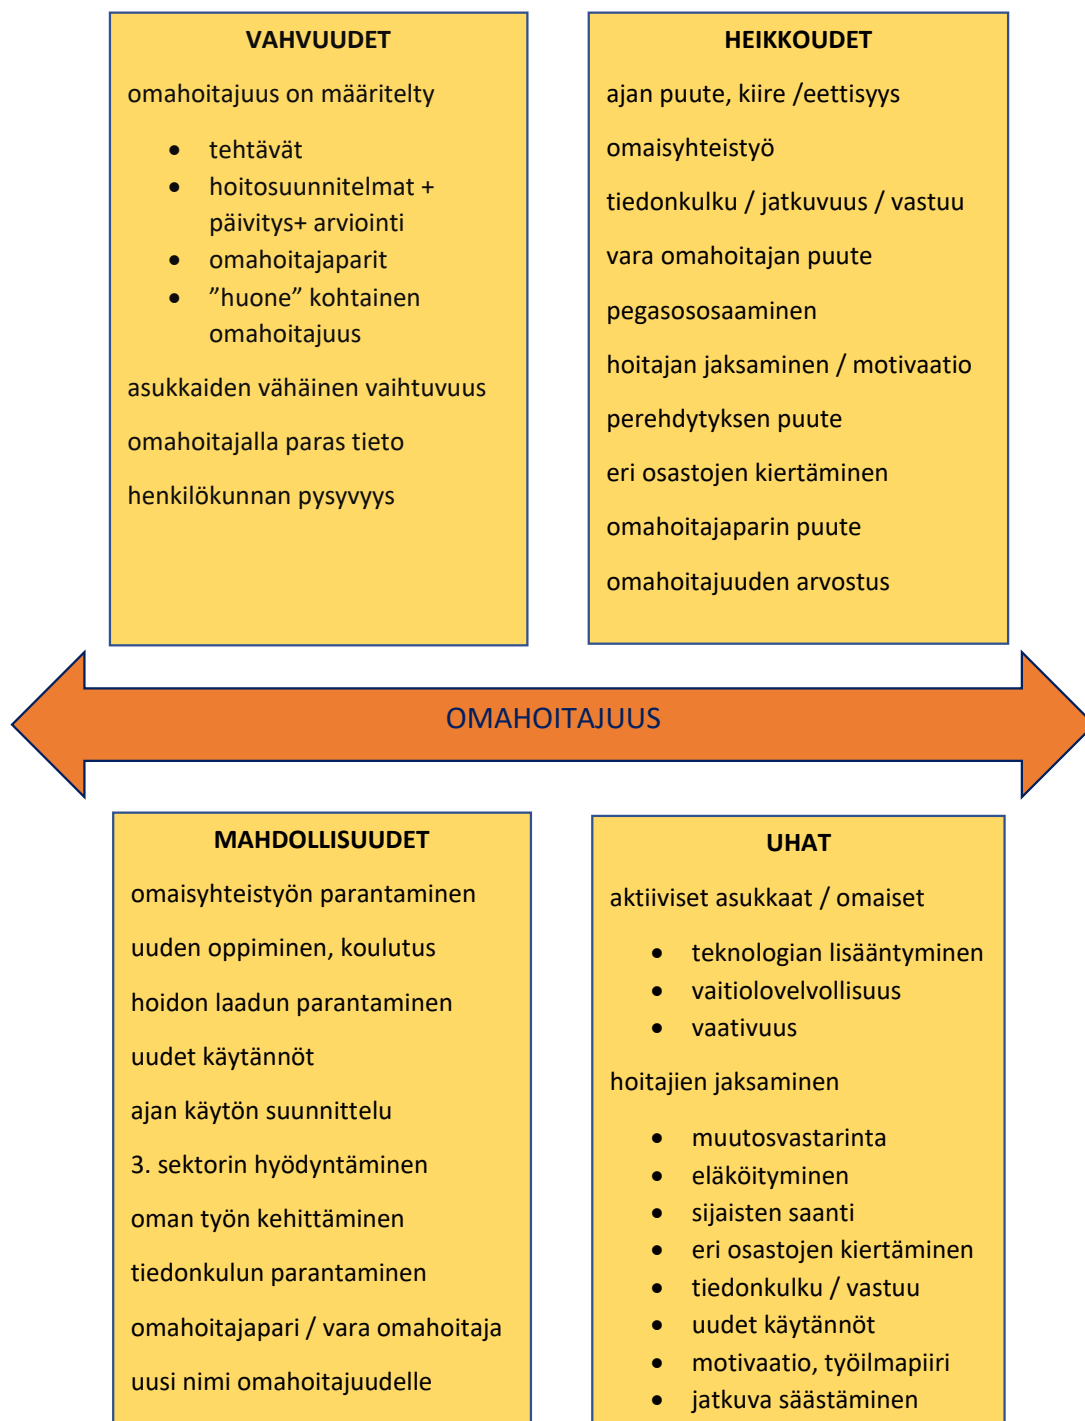 VAHVUUDET
omahoitajuus on määritelty
• tehtävät
• hoitosuunnitelmat +
päivitys+ arviointi
• omahoitajaparit
• ”huone” kohtainen
omahoitajuus
asukkaiden vähäinen vaihtuvuus
omahoitajalla paras tieto
henkilökunnan pysyvyys
HEIKKOUDET
ajan puute, kiire /eettisyys
omaisyhteistyö
tiedonkulku / jatkuvuus / vastuu
vara omahoitajan puute
pegasososaaminen
hoitajan jaksaminen / motivaatio
perehdytyksen puute
eri osastojen kiertäminen
omahoitajaparin puute
omahoitajuuden arvostus
OMAHOITAJUUS
MAHDOLLISUUDET
omaisyhteistyön parantaminen
uuden oppiminen, koulutus
hoidon laadun parantaminen
uudet käytännöt
ajan käytön suunnittelu
3. sektorin hyödyntäminen
oman työn kehittäminen
tiedonkulun parantaminen
omahoitajapari / vara omahoitaja
uusi nimi omahoitajuudelle
UHAT
aktiiviset asukkaat / omaiset
• teknologian lisääntyminen
• vaitiolovelvollisuus
• vaativuus
hoitajien jaksaminen
• muutosvastarinta
• eläköityminen
• sijaisten saanti
• eri osastojen kiertäminen
• tiedonkulku / vastuu
• uudet käytännöt
• motivaatio, työilmapiiri
• jatkuva säästäminen